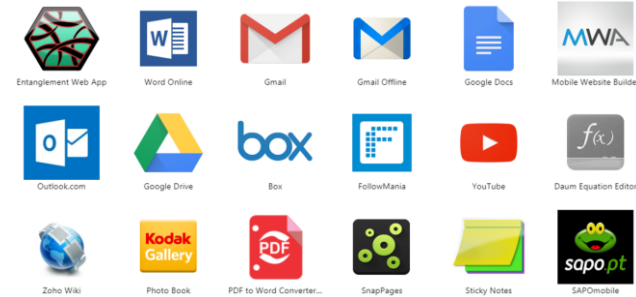 W
MWA
Entanglement Web App
Word Online
Gmail
Gmail Offline
Google Docs
Mobile Website Builde
o
box
F
f(x)
Outlook.com
Google Drive
Box
FollowMania
YouTube
Daum Equation Editor
Kodak
Gallery
PDF
sapo.pt
Zoho Wiki
Photo Book
PDF to Word Converter...
SnapPages
Sticky Notes
SAPOmobile